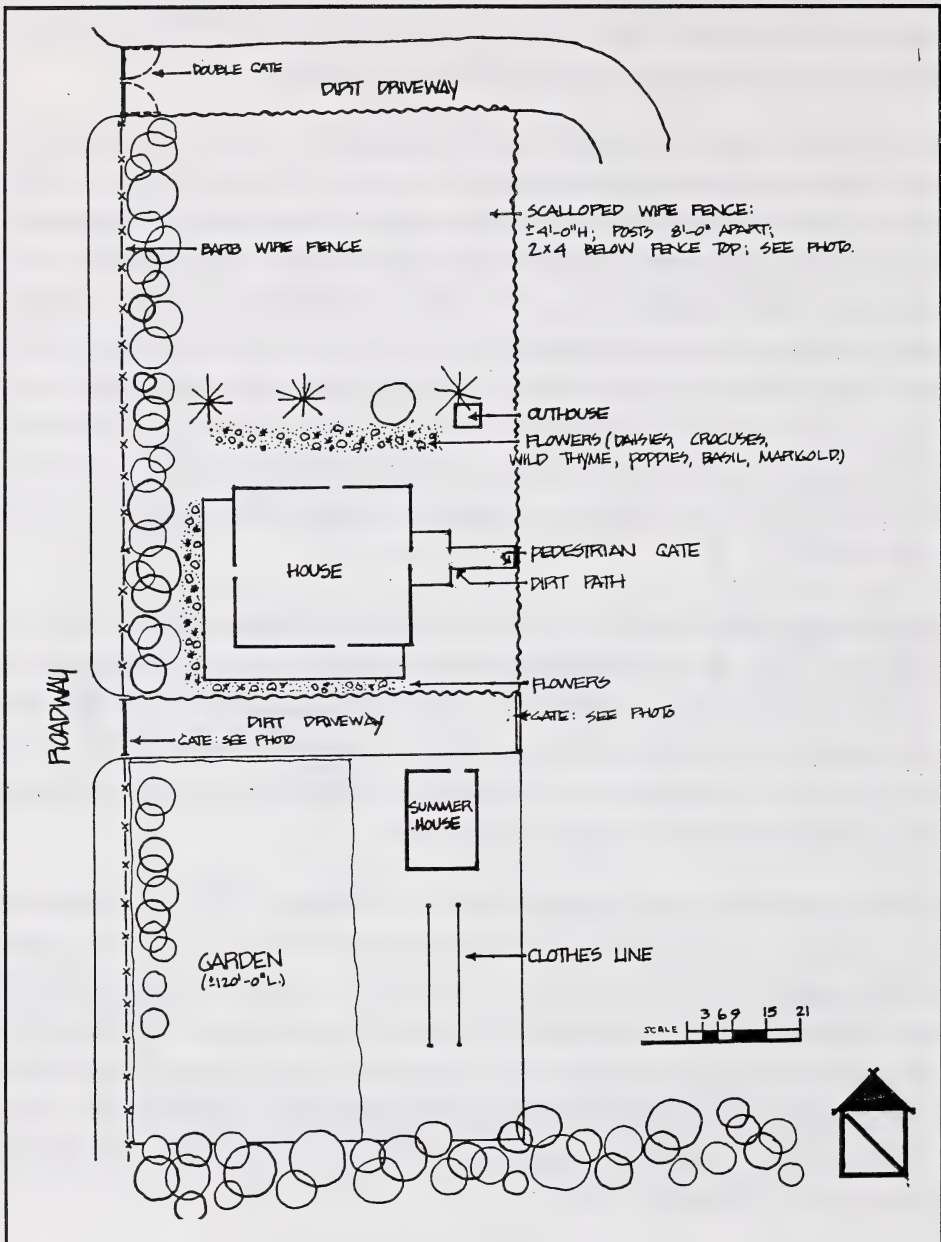 DOUBLE GATE
DIRT DRIVEWAY
SCALLOPED WIRE FENCE:
±4'-0"H; POSTS 8'-0" APART;
2x4 BELOW FENCE TOP; SEE PHOTO.
BARB WIRE FENCE
OUTHOUSE
FLOWERS (DAISIES, CROCUSES,
WILD THYME, POPPIES, BASIL, MARIGOLD.)
PEDESTRIAN GATE
HOUSE
DIRT PATH
FLOWERS
ROADWAY
DIRT DRIVEWAY
GATE: SEE PHOTO
GATE: SEE PHOTO
SUMMER
HOUSE
CLOTHES LINE
GARDEN
(±120'-0"L.)
SCALE 3 6 9 15 21